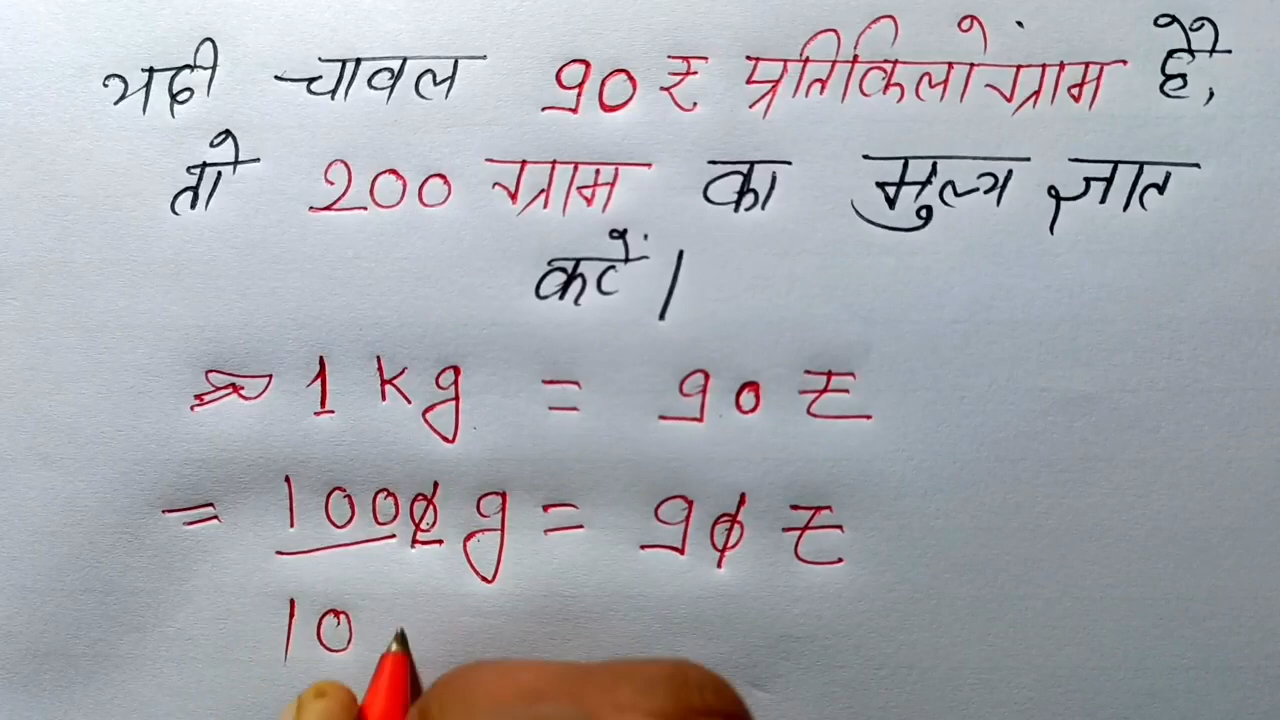 यदी चावल 90 ₹ प्रतिकिलोग्राम हैं,
तो 200 ग्राम का मुल्य ज्ञात
करें।
⇒ 1 kg = 90 ₹
= 1000 g = 90 ₹
10